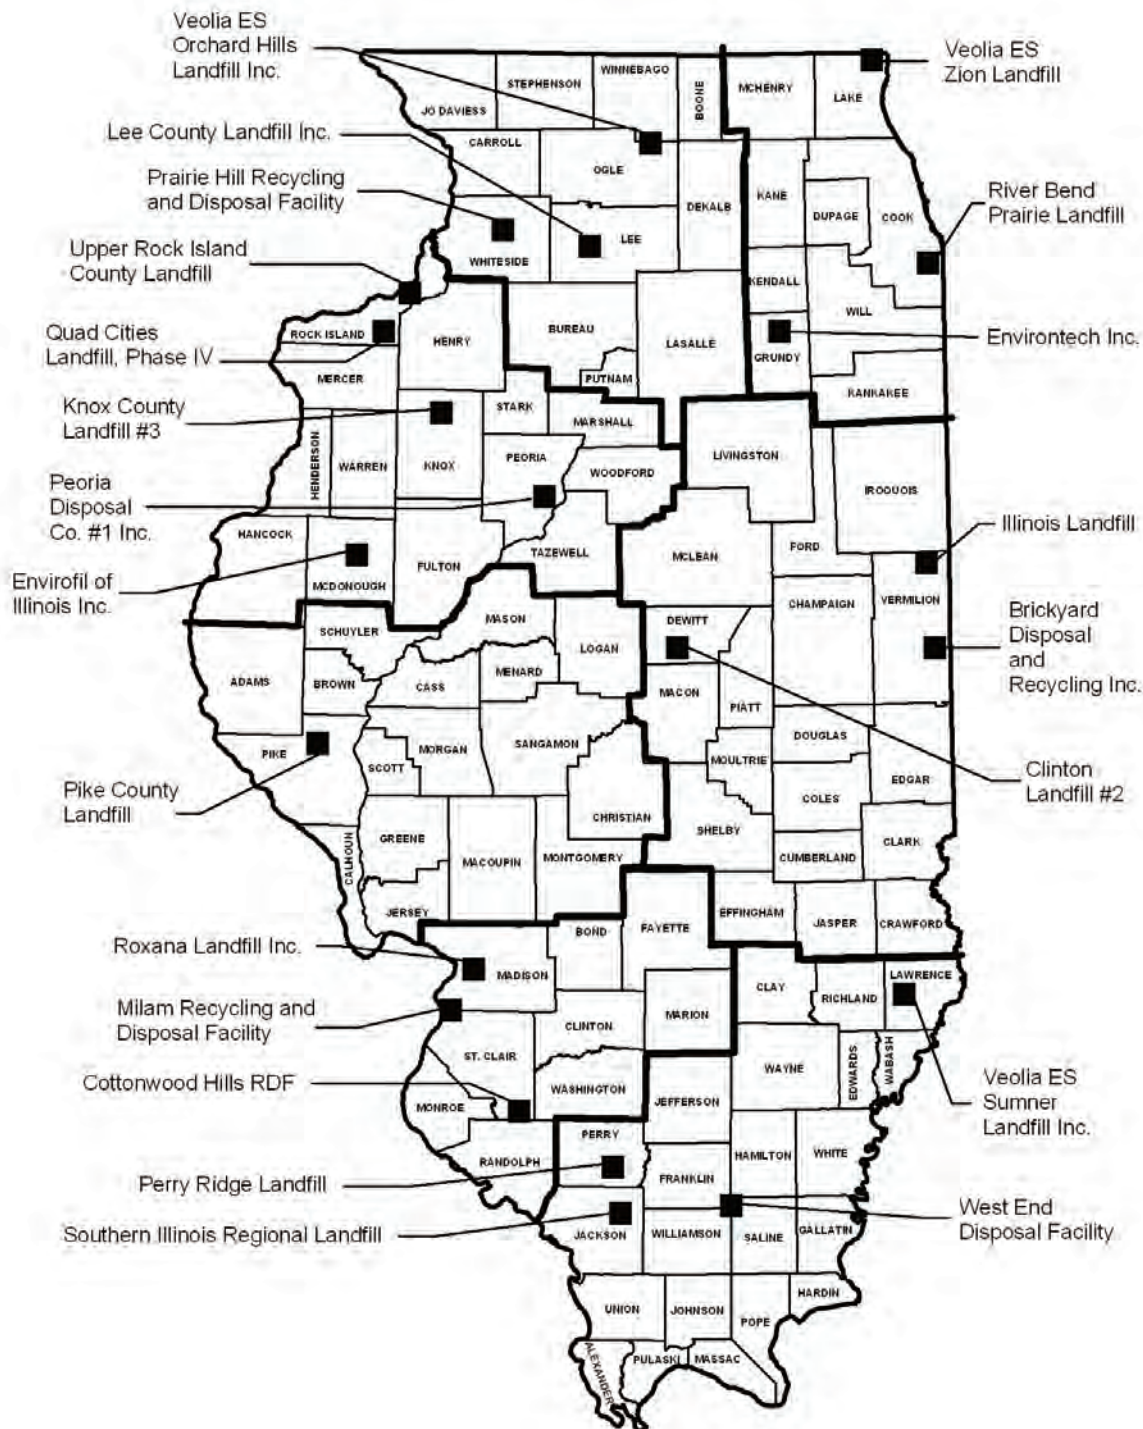 Veolia ES
Orchard Hills
Landfill Inc.
Lee County Landfill Inc.
Prairie Hill Recycling
and Disposal Facility
Upper Rock Island
County Landfill
Quad Cities
Landfill, Phase IV
Knox County
Landfill #3
Peoria
Disposal
Co. #1 Inc.
Envirofil of
Illinois Inc.
Pike County
Landfill
Roxana Landfill Inc.
Milam Recycling and
Disposal Facility
Cottonwood Hills RDF
Perry Ridge Landfill
Southern Illinois Regional Landfill
Veolia ES
Zion Landfill
River Bend
Prairie Landfill
Environtech Inc.
Illinois Landfill
Brickyard
Disposal
and
Recycling Inc.
Clinton
Landfill #2
Veolia ES
Sumner
Landfill Inc.
West End
Disposal Facility
JO DAVIESS
STEPHENSON
WINNEBAGO
BOONE
MCHENRY
LAKE
CARROLL
OGLE
DEKALB
KANE
DUPAGE
COOK
WHITESIDE
LEE
KENDALL
WILL
ROCK ISLAND
HENRY
BUREAU
LASALLE
GRUNDY
PUTNAM
KANKAKEE
MERCER
STARK
MARSHALL
HENDERSON
WARREN
KNOX
PEORIA
WOODFORD
LIVINGSTON
IROQUOIS
HANCOCK
MCDONOUGH
FULTON
TAZEWELL
MCLEAN
FORD
CHAMPAIGN
VERMILION
SCHUYLER
MASON
LOGAN
DEWITT
ADAMS
BROWN
CASS
MENARD
MACON
PIATT
PIKE
SCOTT
MORGAN
SANGAMON
MOULTRIE
DOUGLAS
EDGAR
COLES
CHRISTIAN
SHELBY
CALHOUN
GREENE
MACOUPIN
MONTGOMERY
CUMBERLAND
CLARK
JERSEY
BOND
FAYETTE
EFFINGHAM
JASPER
CRAWFORD
MADISON
CLAY
RICHLAND
LAWRENCE
CLINTON
MARION
ST. CLAIR
WASHINGTON
WAYNE
EDWARDS
WABASH
MONROE
JEFFERSON
PERRY
RANDOLPH
HAMILTON
WHITE
FRANKLIN
JACKSON
WILLIAMSON
SALINE
GALLATIN
UNION
JOHNSON
POPE
HARDIN
ALEXANDER
PULASKI
MASSAC